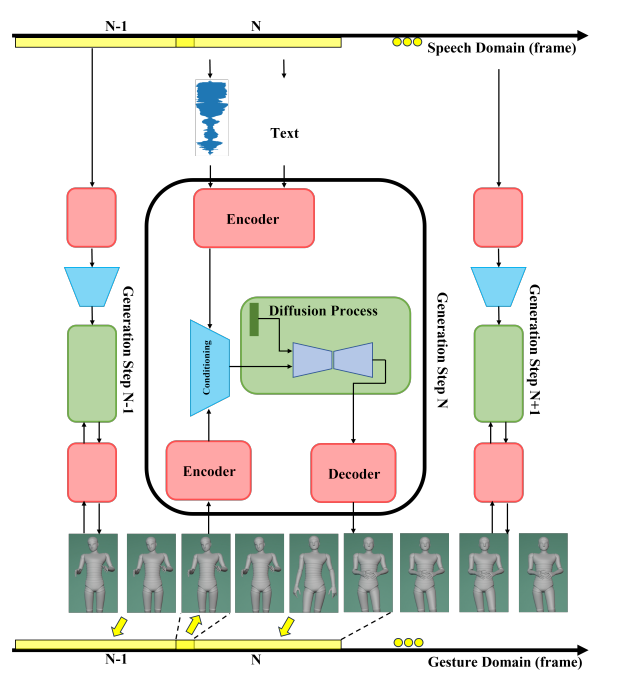 N-1
N
Speech Domain (frame)
Text
Encoder
Diffusion Process
Conditioning
Generation Step N-1
Generation Step N
Generation Step N+1
Encoder
Decoder
N-1
N
Gesture Domain (frame)